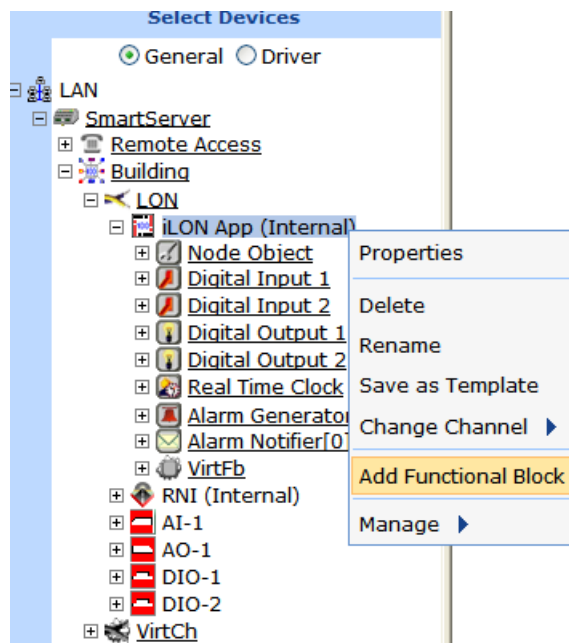 Select Devices
General Driver
LAN
SmartServer
Remote Access
Building
LON
iLON App (Internal)
Node Object
Digital Input 1
Digital Input 2
Digital Output 1
Digital Output 2
Real Time Clock
Alarm Generator
Alarm Notifier[0]
VirtFb
RNI (Internal)
AI-1
AO-1
DIO-1
DIO-2
VirtCh
Properties
Delete
Rename
Save as Template
Change Channel
Add Functional Block
Manage